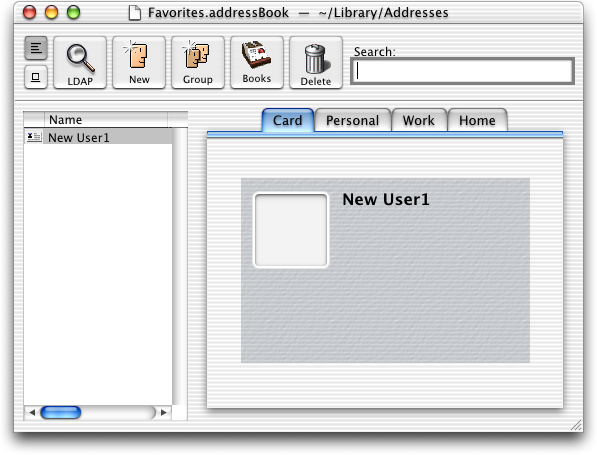 Favorites.addressBook — ~/Library/Addresses
LDAP
New
Group
Books
Delete
Search:
Name
New User1
Card
Personal
Work
Home
New User1